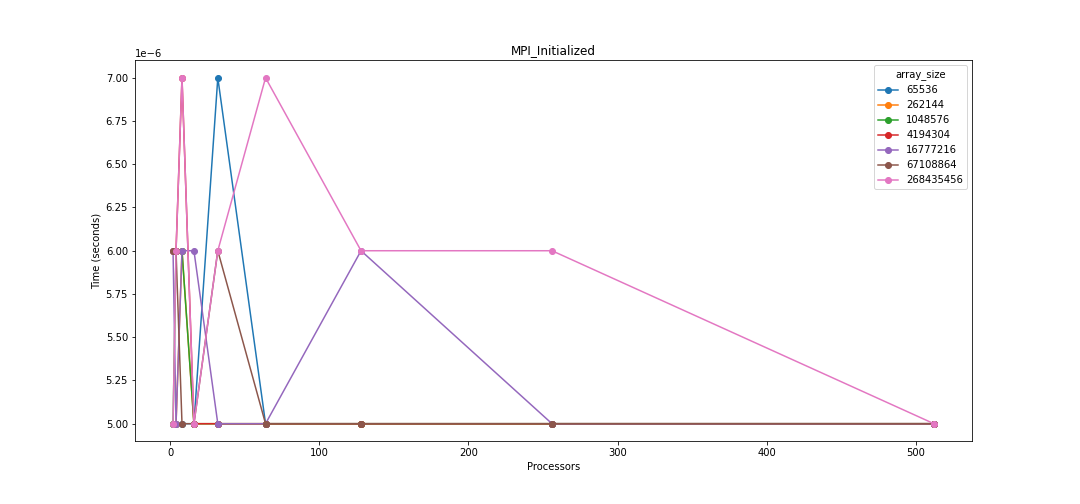 MPI_Initialized
1e−6
7.00
6.75
6.50
6.25
6.00
5.75
5.50
5.25
5.00
Time (seconds)
0 100 200 300 400 500
Processors
array_size
65536
262144
1048576
4194304
16777216
67108864
268435456